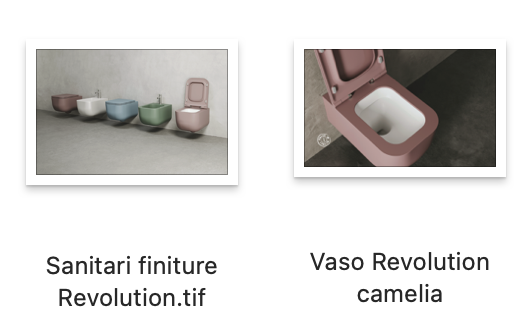 Sanitari finiture
Revolution.tif
Vaso Revolution
camelia